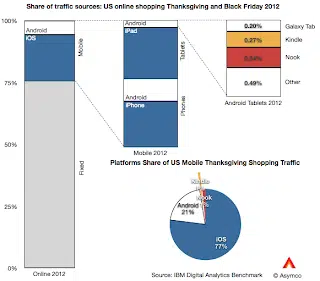 Share of traffic sources: US online shopping Thanksgiving and Black Friday 2012
100%
75%
50%
25%
0%
Android
iOS
Mobile
Fixed
Online 2012
Android
iPad
Tablets
Android
iPhone
Phones
Mobile 2012
0.20%
Galaxy Tab
0.27%
Kindle
Nook
0.49%
Other
Android Tablets 2012
Platforms Share of US Mobile Thanksgiving Shopping Traffic
Kindle
Nook
Android
21%
iOS
77%
Source: IBM Digital Analytics Benchmark
© Asymco